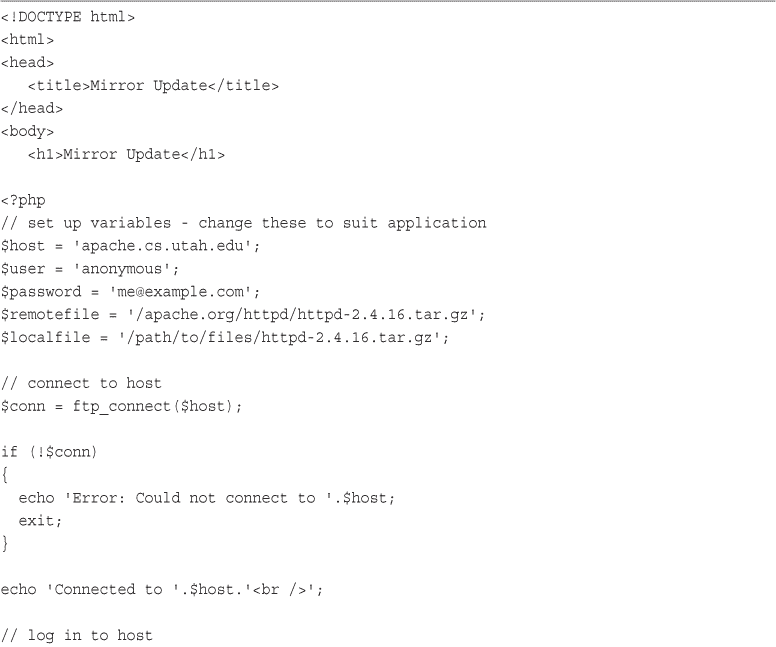 <!DOCTYPE html>
<html>
<head>
   <title>Mirror Update</title>
</head>
<body>
   <h1>Mirror Update</h1>

<?php
// set up variables - change these to suit application
$host = 'apache.cs.utah.edu';
$user = 'anonymous';
$password = 'me@example.com';
$remotefile = '/apache.org/httpd/httpd-2.4.16.tar.gz';
$localfile = '/path/to/files/httpd-2.4.16.tar.gz';

// connect to host
$conn = ftp_connect($host);

if (!$conn)
{
  echo 'Error: Could not connect to '.$host;
  exit;
}

echo 'Connected to '.$host.'<br />';

// log in to host